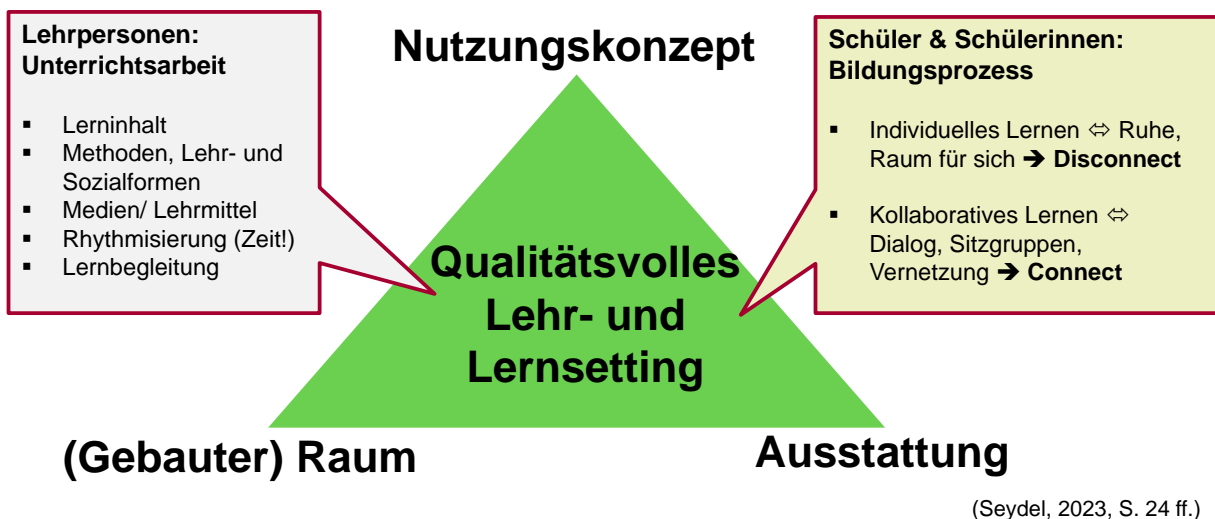 Lehrpersonen:
Unterrichtsarbeit
▪ Lerninhalt
▪ Methoden, Lehr- und
Sozialformen
▪ Medien/ Lehrmittel
▪ Rhythmisierung (Zeit!)
▪ Lernbegleitung
Nutzungskonzept
Schüler & Schülerinnen:
Bildungsprozess
▪ Individuelles Lernen ⬄ Ruhe,
Raum für sich ➔ Disconnect
▪ Kollaboratives Lernen ⬄
Dialog, Sitzgruppen,
Vernetzung ➔ Connect
Qualitätsvolles
Lehr- und
Lernsetting
(Gebauter) Raum
Ausstattung
(Seydel, 2023, S. 24 ff.)